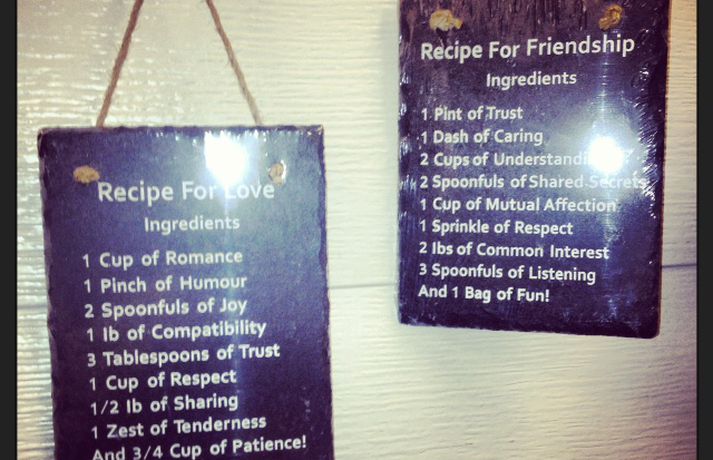 Recipe For Love
Ingredients
1 Cup of Romance
1 Pinch of Humour
2 Spoonfuls of Joy
1 lb of Compatibility
3 Tablespoons of Trust
1 Cup of Respect
1/2 lb of Sharing
1 Zest of Tenderness
And 3/4 Cup of Patience!
Recipe For Friendship
Ingredients
1 Pint of Trust
1 Dash of Caring
2 Cups of Understanding
2 Spoonfuls of Shared Secrets
1 Cup of Mutual Affection
1 Sprinkle of Respect
2 lbs of Common Interest
3 Spoonfuls of Listening
And 1 Bag of Fun!